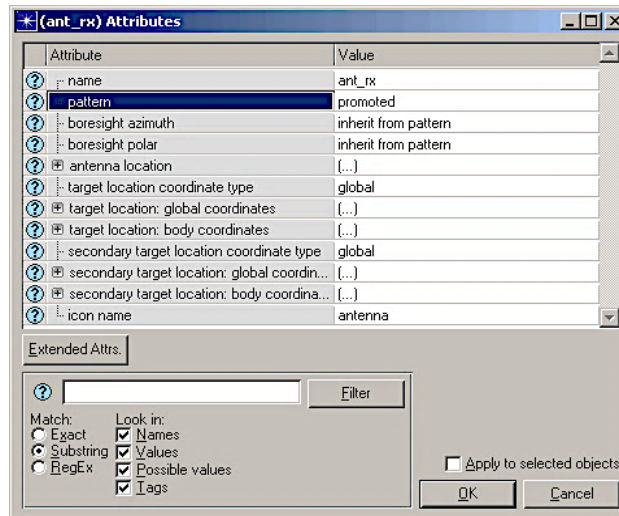 (ant_rx) Attributes
Attribute Value
name ant_rx
pattern promoted
boresight azimuth inherit from pattern
boresight polar inherit from pattern
antenna location (...)
target location coordinate type global
target location: global coordinates (...)
target location: body coordinates (...)
secondary target location coordinate type global
secondary target location: global coordin... (...)
secondary target location: body coordina... (...)
icon name antenna
Extended Attrs.
Filter
Match: Look in:
Exact Names
Substring Values
RegEx Possible values
Tags
Apply to selected objects
OK Cancel